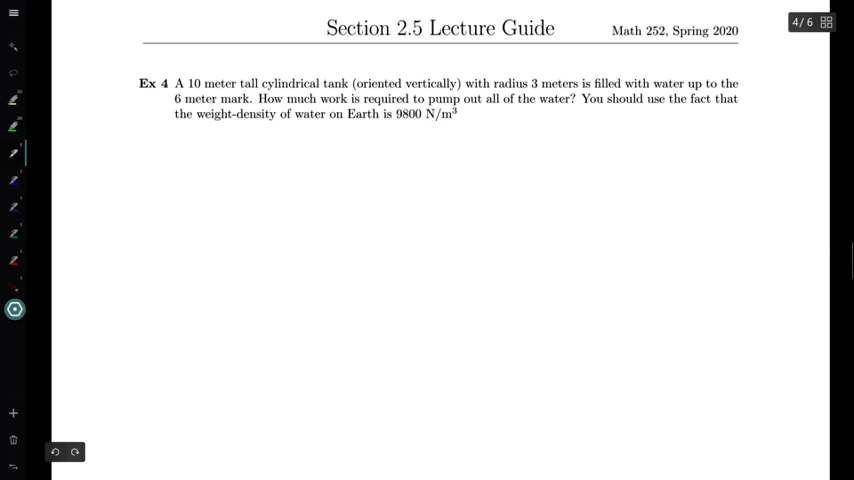 Section 2.5 Lecture Guide
Math 252, Spring 2020
4/ 6
Ex 4 A 10 meter tall cylindrical tank (oriented vertically) with radius 3 meters is filled with water up to the
6 meter mark. How much work is required to pump out all of the water? You should use the fact that
the weight-density of water on Earth is 9800 N/m³